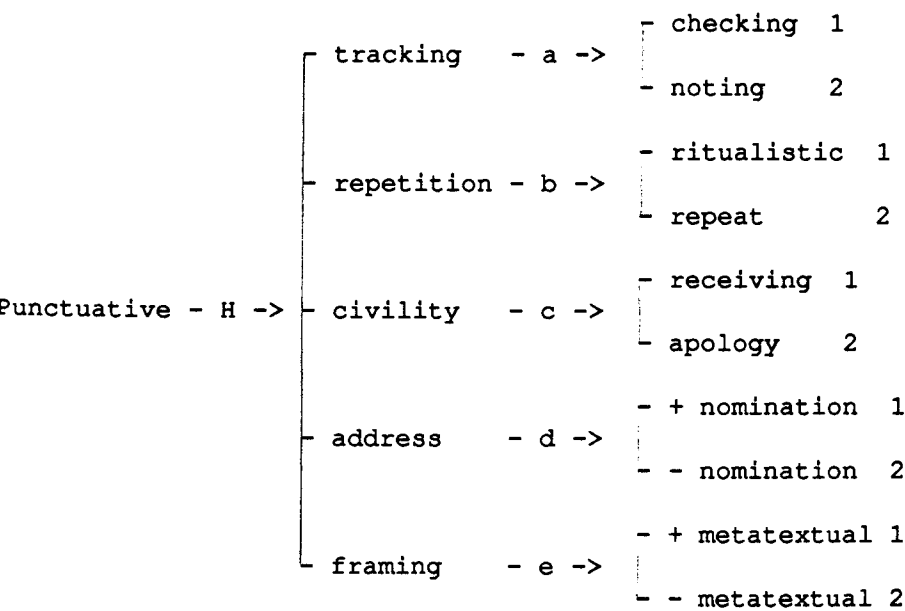 checking 1
tracking - a ->
noting 2
ritualistic 1
repetition - b ->
repeat 2
receiving 1
Punctuative - H -> civility - c ->
apology 2
+ nomination 1
address - d ->
- nomination 2
+ metatextual 1
framing - e ->
- metatextual 2